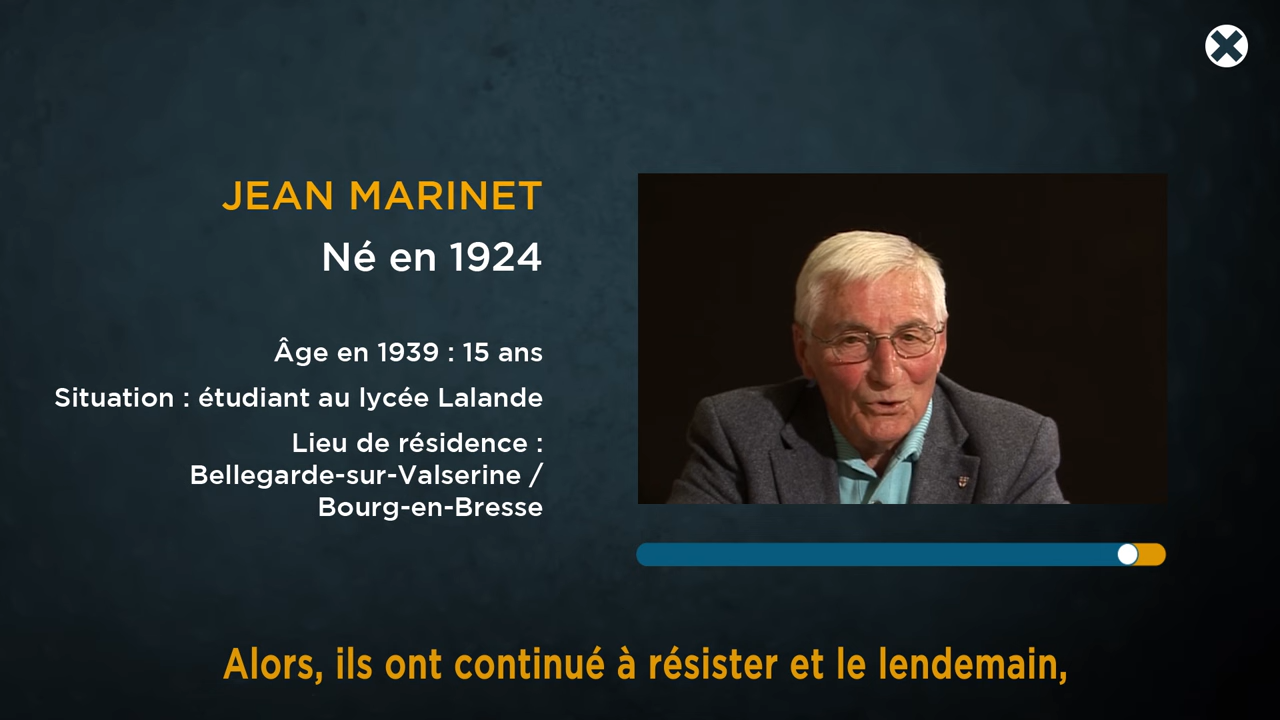 JEAN MARINET
Né en 1924
Âge en 1939 : 15 ans
Situation : étudiant au lycée Lalande
Lieu de résidence :
Bellegarde-sur-Valserine /
Bourg-en-Bresse
Alors, ils ont continué à résister et le lendemain,